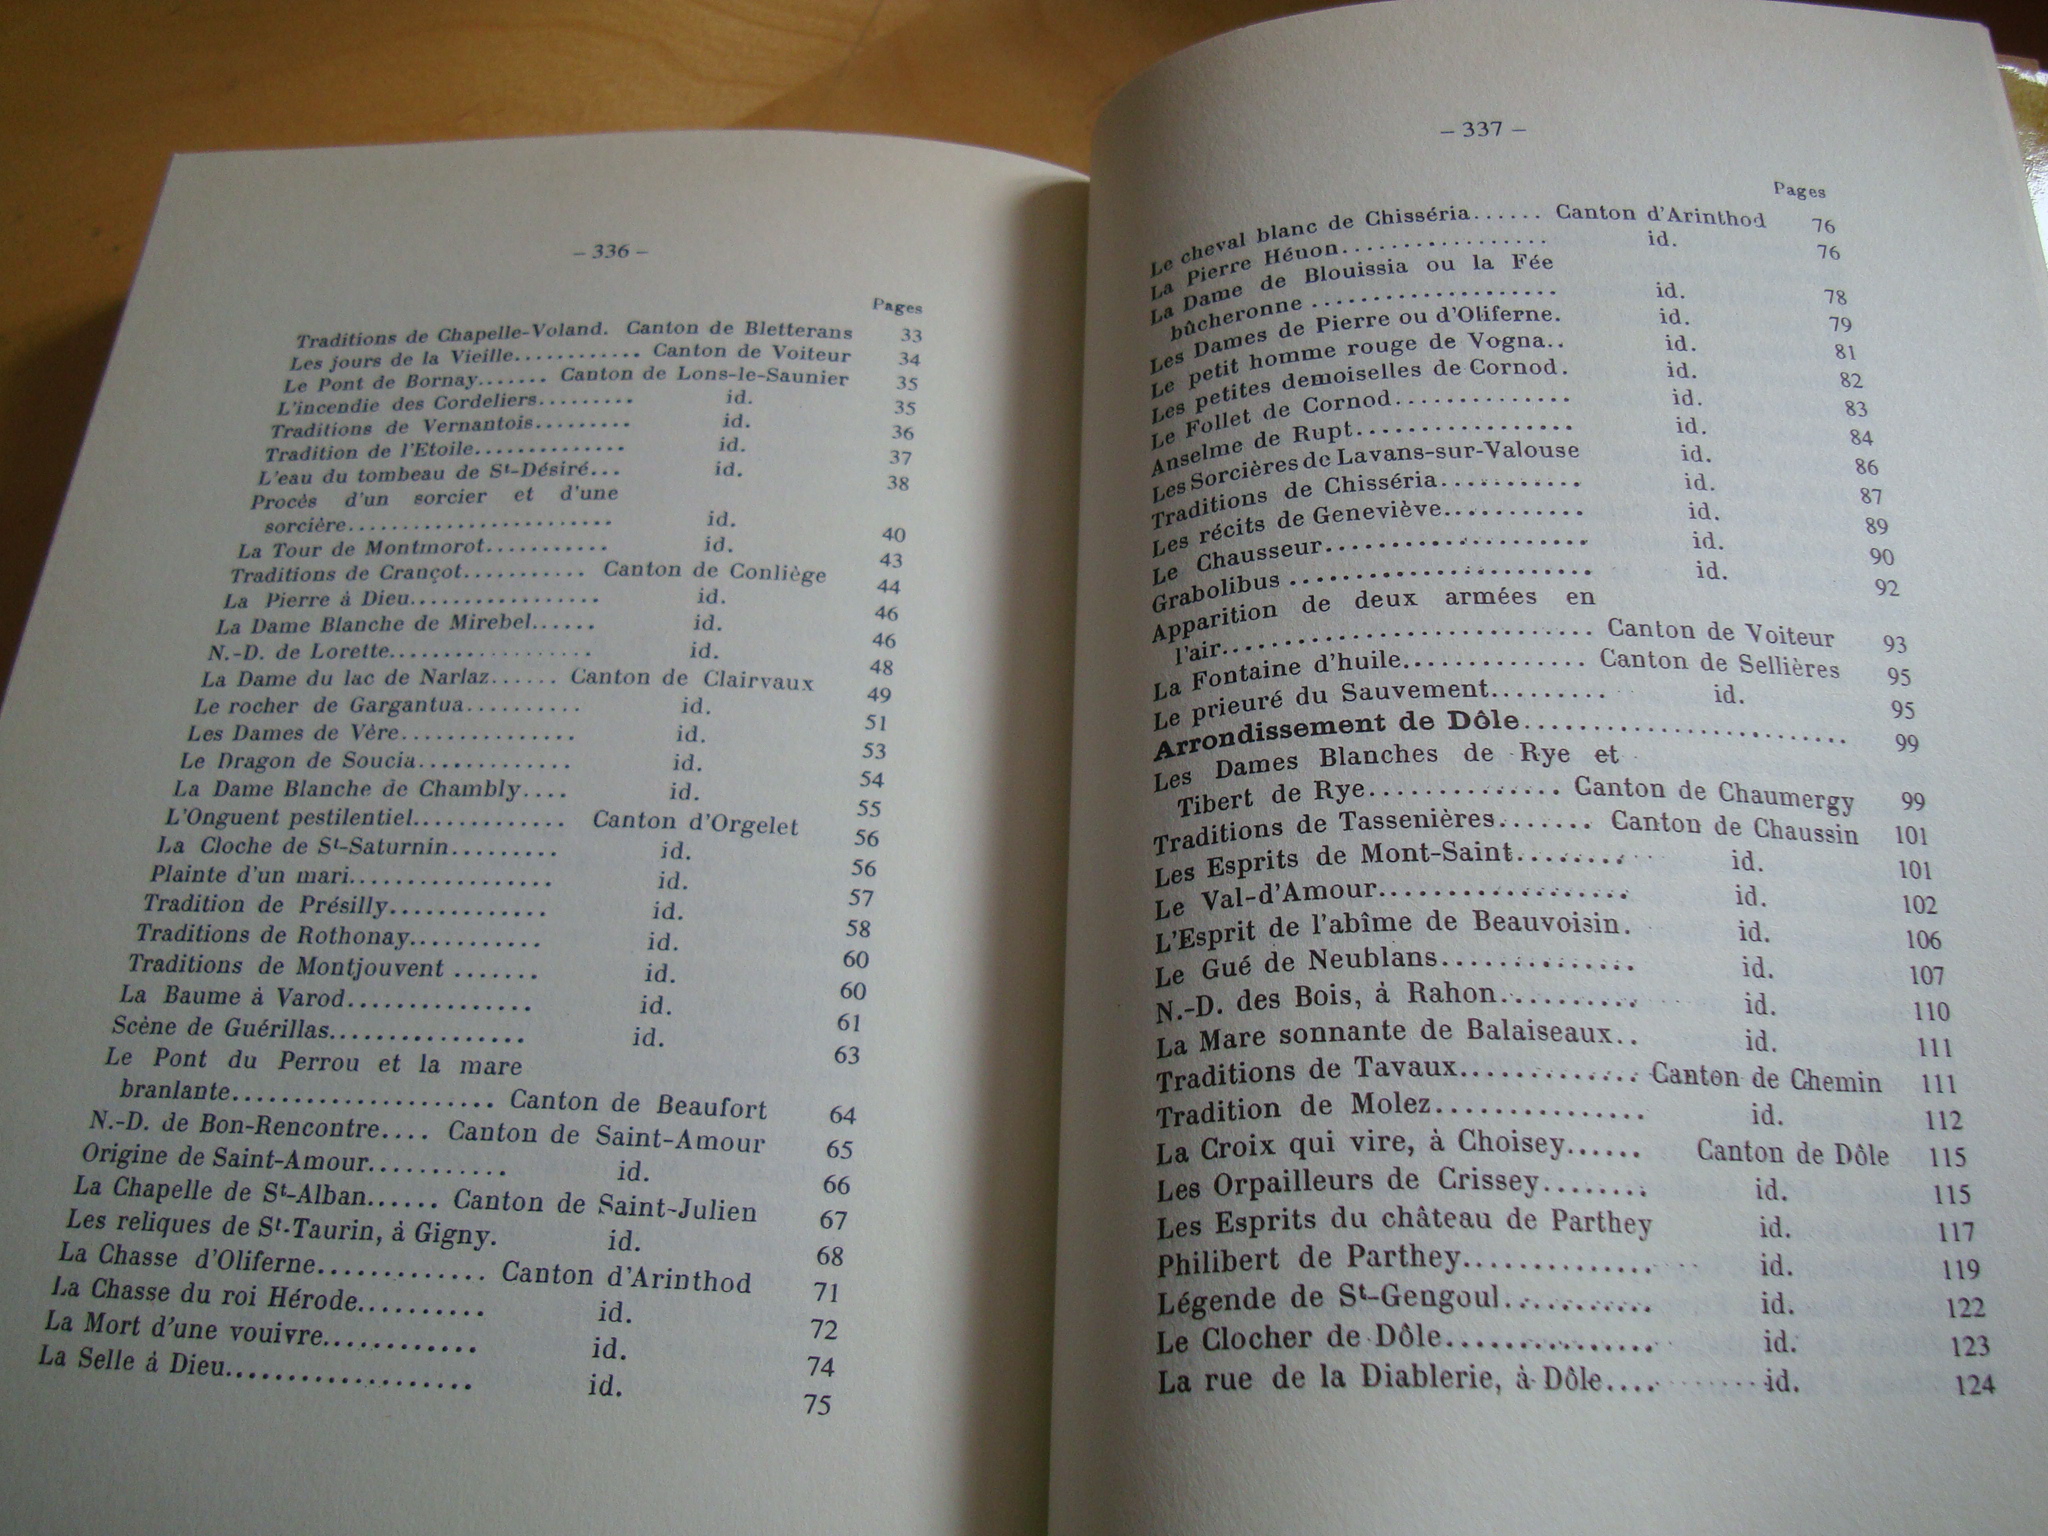 – 336 –
Pages
Traditions de Chapelle-Voland. Canton de Bletterans 33
Les jours de la Vieille............ Canton de Voiteur 34
Le Pont de Bornay....... Canton de Lons-le-Saunier 35
L'incendie des Cordeliers......... id. 35
Traditions de Vernantois......... id. 36
Tradition de l'Etoile.............. id. 37
L'eau du tombeau de St-Désiré... id. 38
Procès d'un sorcier et d'une
sorcière........................ id. 40
La Tour de Montmorot........... id. 43
Traditions de Crançot........... Canton de Conliège 44
La Pierre à Dieu................. id. 46
La Dame Blanche de Mirebel...... id. 46
N.-D. de Lorette.................. id. 48
La Dame du lac de Narlaz...... Canton de Clairvaux 49
Le rocher de Gargantua.......... id. 51
Les Dames de Vère............... id. 53
Le Dragon de Soucia............. id. 54
La Dame Blanche de Chambly.... id. 55
L'Onguent pestilentiel............. Canton d'Orgelet 56
La Cloche de St-Saturnin......... id. 56
Plainte d'un mari.................. id. 57
Tradition de Présilly............. id. 58
Traditions de Rothonay........... id. 60
Traditions de Montjouvent ....... id. 60
La Baume à Varod............... id. 61
Scène de Guérillas................ id. 63
Le Pont du Perrou et la mare
branlante...................... Canton de Beaufort 64
N.-D. de Bon-Rencontre.... Canton de Saint-Amour 65
Origine de Saint-Amour........... id. 66
La Chapelle de St-Alban...... Canton de Saint-Julien 67
Les reliques de St-Taurin, à Gigny. id. 68
La Chasse d'Oliferne............. Canton d'Arinthod 71
La Chasse du roi Hérode.......... id. 72
La Mort d'une vouivre............. id. 74
La Selle à Dieu.................... id. 75
– 337 –
Pages
Le cheval blanc de Chisséria...... Canton d'Arinthod 76
La Pierre Hénon.................. id. 76
La Dame de Blouissia ou la Fée
bûcheronne .................... id. 78
Les Dames de Pierre ou d'Oliferne. id. 79
Le petit homme rouge de Vogna.. id. 81
Les petites demoiselles de Cornod. id. 82
Le Follet de Cornod.............. id. 83
Anselme de Rupt................. id. 84
Les Sorcières de Lavans-sur-Valouse id. 86
Traditions de Chisséria........... id. 87
Les récits de Geneviève........... id. 89
Le Chausseur..................... id. 90
Grabolibus ........................ id. 92
Apparition de deux armées en
l'air............................. Canton de Voiteur 93
La Fontaine d'huile.............. Canton de Sellières 95
Le prieuré du Sauvement......... id. 95
Arrondissement de Dôle.......................... 99
Les Dames Blanches de Rye et
Tibert de Rye.............. Canton de Chaumergy 99
Traditions de Tassenières....... Canton de Chaussin 101
Les Esprits de Mont-Saint........ id. 101
Le Val-d'Amour.................. id. 102
L'Esprit de l'abîme de Beauvoisin. id. 106
Le Gué de Neublans.............. id. 107
N.-D. des Bois, à Rahon.......... id. 110
La Mare sonnante de Balaiseaux.. id. 111
Traditions de Tavaux............. Canton de Chemin 111
Tradition de Molez............... id. 112
La Croix qui vire, à Choisey...... Canton de Dôle 115
Les Orpailleurs de Crissey........ id. 115
Les Esprits du château de Parthey id. 117
Philibert de Parthey.............. id. 119
Légende de St-Gengoul........... id. 122
Le Clocher de Dôle............... id. 123
La rue de la Diablerie, à Dôle.... id. 124